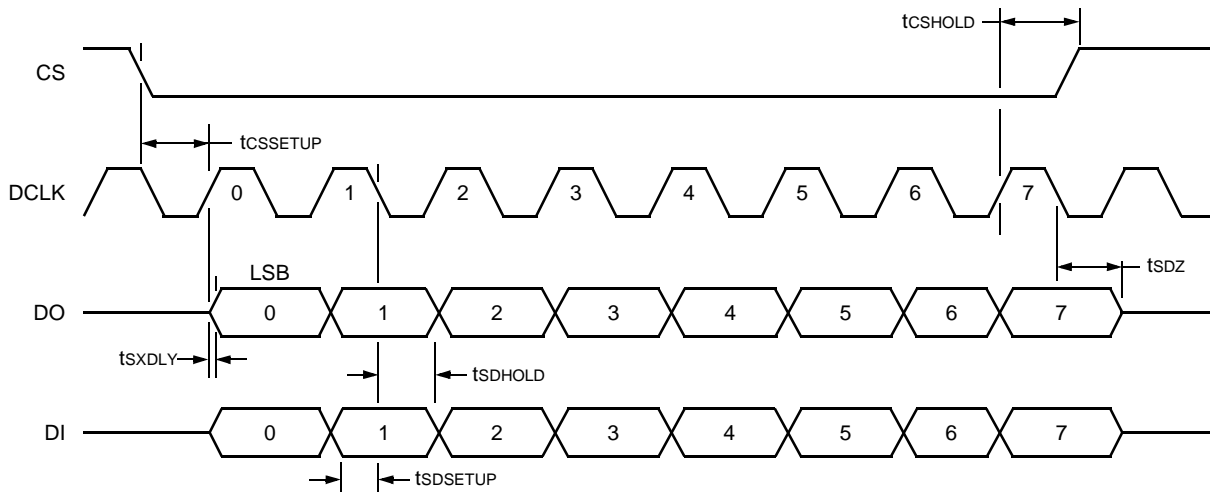 tCSHOLD
CS
tCSSETUP
DCLK 0 1 2 3 4 5 6 7
tSDZ
LSB
DO 0 1 2 3 4 5 6 7
tSXDLY
tSDHOLD
DI 0 1 2 3 4 5 6 7
tSDSETUP